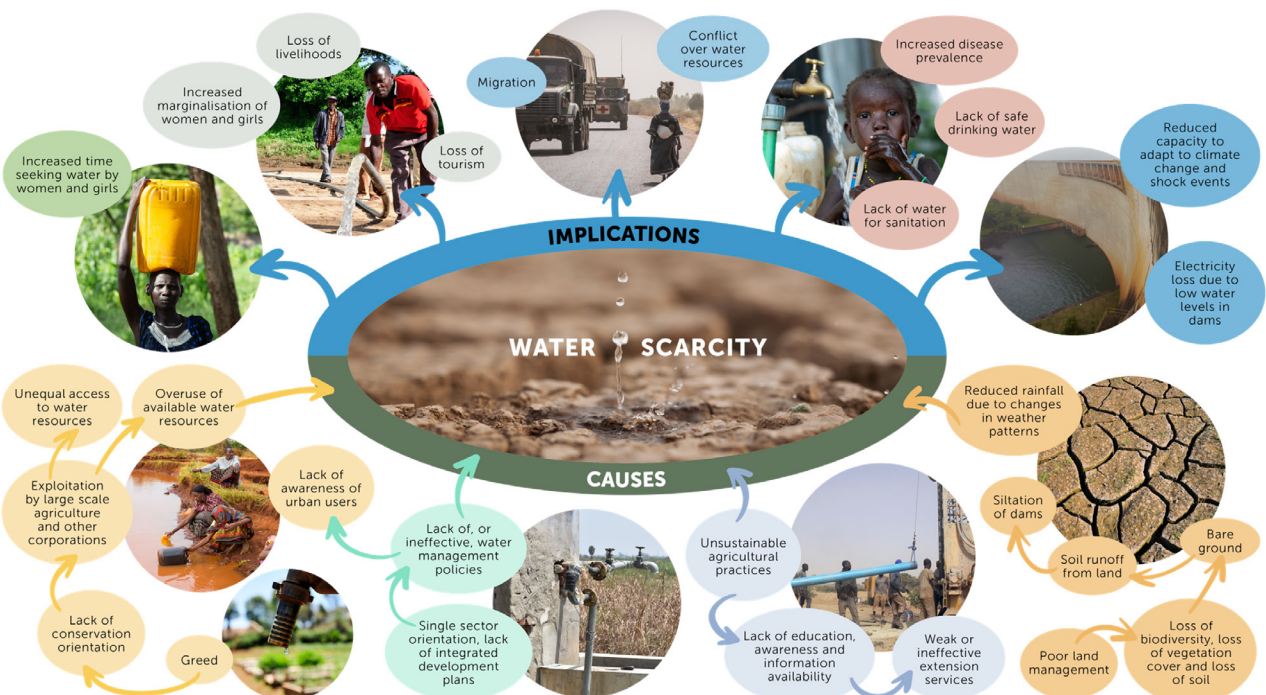 Loss of
livelihoods
Increased
marginalisation of
women and girls
Loss of
tourism
Increased time
seeking water by
women and girls
Migration
Conflict
over water
resources
Increased disease
prevalence
Lack of safe
drinking water
Lack of water
for sanitation
Reduced
capacity to
adapt to climate
change and
shock events
Electricity
loss due to
low water
levels in
dams
IMPLICATIONS
WATER SCARCITY
CAUSES
Unequal access
to water
resources
Overuse of
available water
resources
Exploitation
by large scale
agriculture
and other
corporations
Lack of
conservation
orientation
Greed
Lack of
awareness of
urban users
Lack of, or
ineffective, water
management
policies
Single sector
orientation, lack
of integrated
development
plans
Unsustainable
agricultural
practices
Lack of education,
awareness and
information
availability
Weak or
ineffective
extension
services
Reduced rainfall
due to changes
in weather
patterns
Siltation
of dams
Soil runoff
from land
Bare
ground
Poor land
management
Loss of
biodiversity, loss
of vegetation
cover and loss
of soil